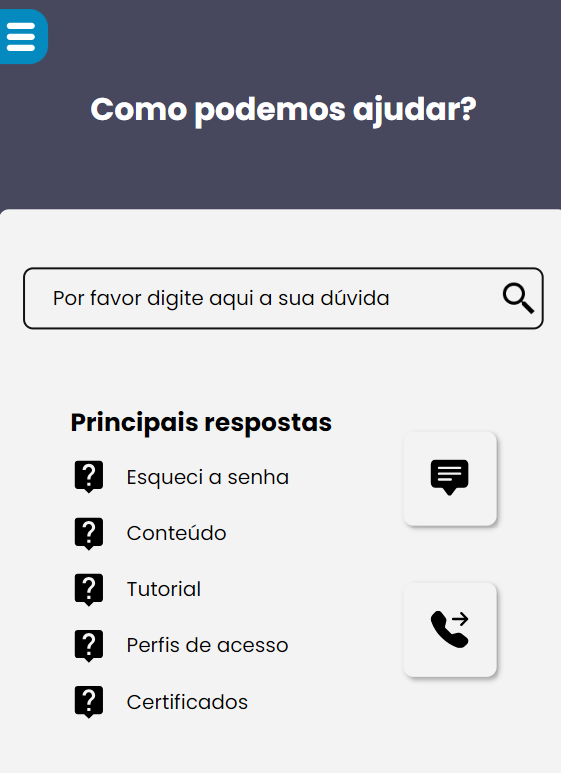 Como podemos ajudar?
Por favor digite aqui a sua dúvida
Principais respostas
Esqueci a senha
Conteúdo
Tutorial
Perfis de acesso
Certificados